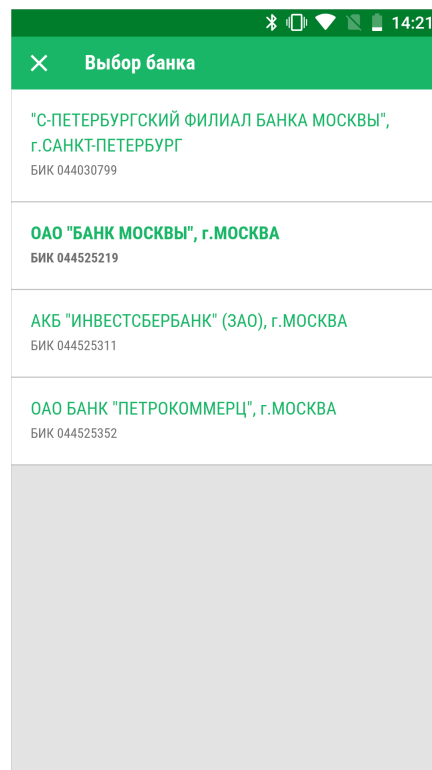 14:21
Выбор банка
"С-ПЕТЕРБУРГСКИЙ ФИЛИАЛ БАНКА МОСКВЫ",
г.САНКТ-ПЕТЕРБУРГ
БИК 044030799
ОАО "БАНК МОСКВЫ", г.МОСКВА
БИК 044525219
АКБ "ИНВЕСТСБЕРБАНК" (ЗАО), г.МОСКВА
БИК 044525311
ОАО БАНК "ПЕТРОКОММЕРЦ", г.МОСКВА
БИК 044525352